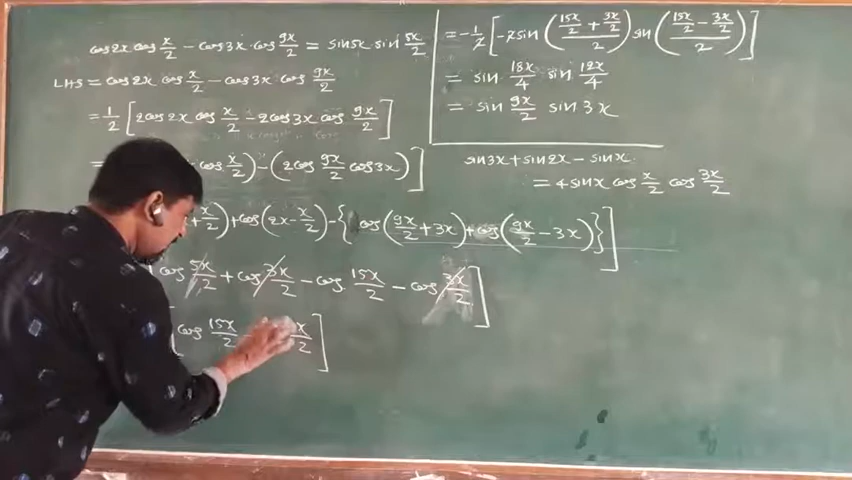 cos2x cos x/2 - cos3x · cos 9x/2 = sin5x · sin 5x/2
LHS = cos2x cos x/2 - cos3x cos 9x/2
= 1/2 [2cos2x cos x/2 - 2cos3x cos 9x/2]
= cos x/2) - (2cos 9x/2 cos3x)]
+ x/2) + cos(2x - x/2) - {cos(9x/2 + 3x) + cos(9x/2 - 3x)}]
cos 5x/2 + cos 3x/2 - cos 15x/2 - cos 3x/2]
[cos 15x/2 x/2]
= -1/2 [-2sin ((15x/2 + 3x/2)/2) sin ((15x/2 - 3x/2)/2)]
= sin 18x/4 sin 12x/4
= sin 9x/2 sin 3x
sin3x + sin2x - sinx
= 4sinx cos x/2 cos 3x/2